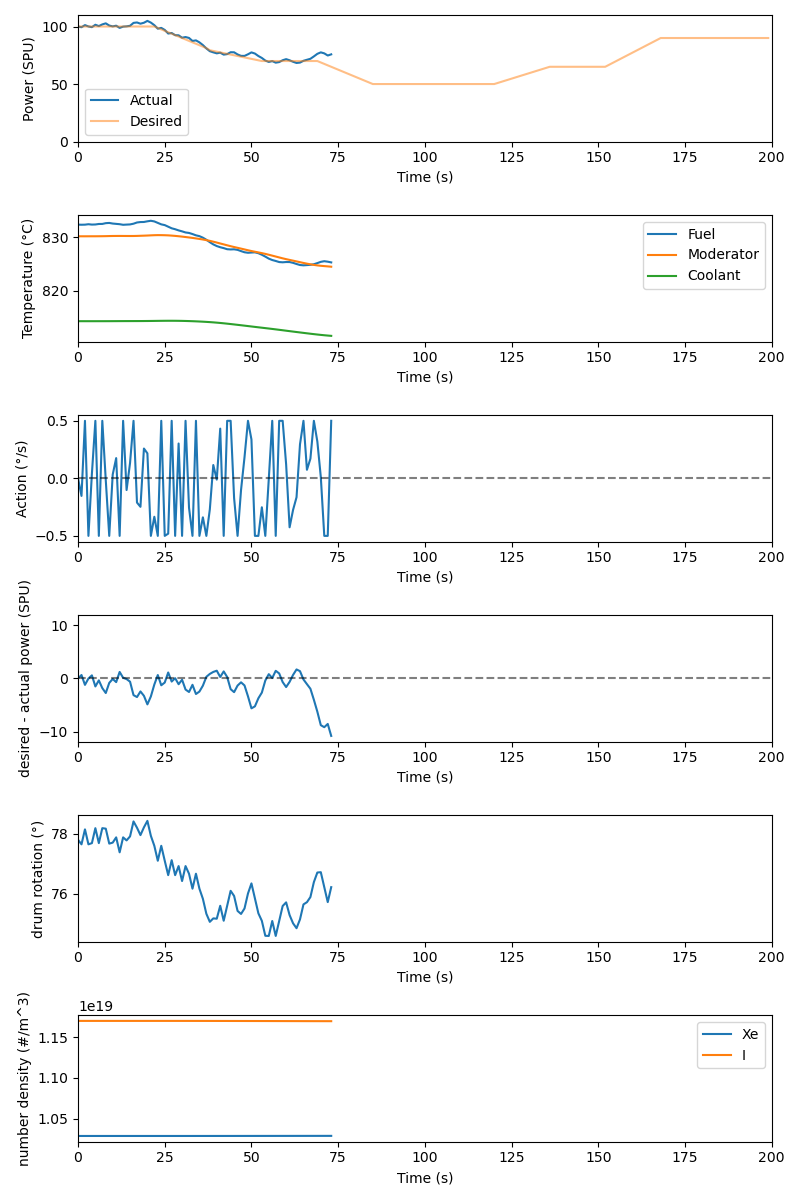 100
50
0
Power (SPU)
Actual
Desired
0 25 50 75 100 125 150 175 200
Time (s)
830
820
Temperature (°C)
Fuel
Moderator
Coolant
0 25 50 75 100 125 150 175 200
Time (s)
0.5
0.0
−0.5
Action (°/s)
0 25 50 75 100 125 150 175 200
Time (s)
10
0
−10
desired - actual power (SPU)
0 25 50 75 100 125 150 175 200
Time (s)
78
76
drum rotation (°)
0 25 50 75 100 125 150 175 200
Time (s)
1e19
1.15
1.10
1.05
number density (#/m^3)
Xe
I
0 25 50 75 100 125 150 175 200
Time (s)